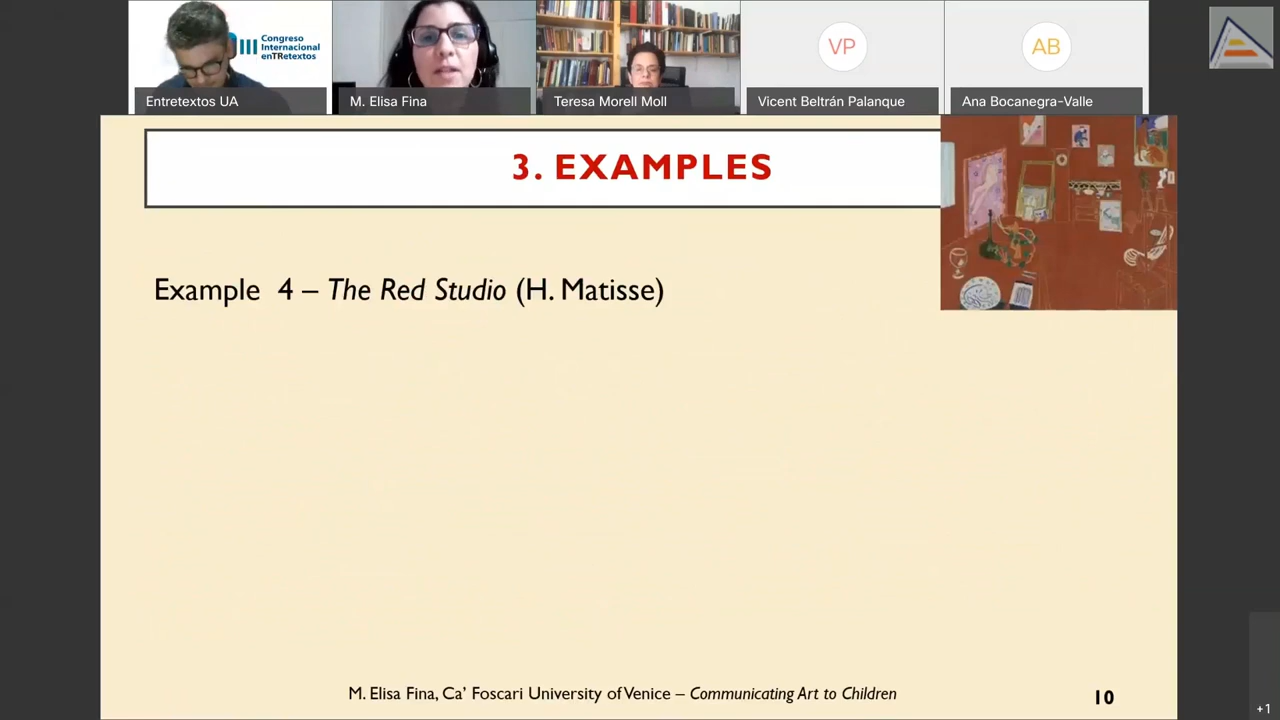 III Congreso
Internacional
enTRetextos
Entretextos UA
M. Elisa Fina
Teresa Morell Moll
VP
Vicent Beltrán Palanque
AB
Ana Bocanegra-Valle
3. EXAMPLES
Example 4 – The Red Studio (H. Matisse)
M. Elisa Fina, Ca’ Foscari University of Venice – Communicating Art to Children
10
+1